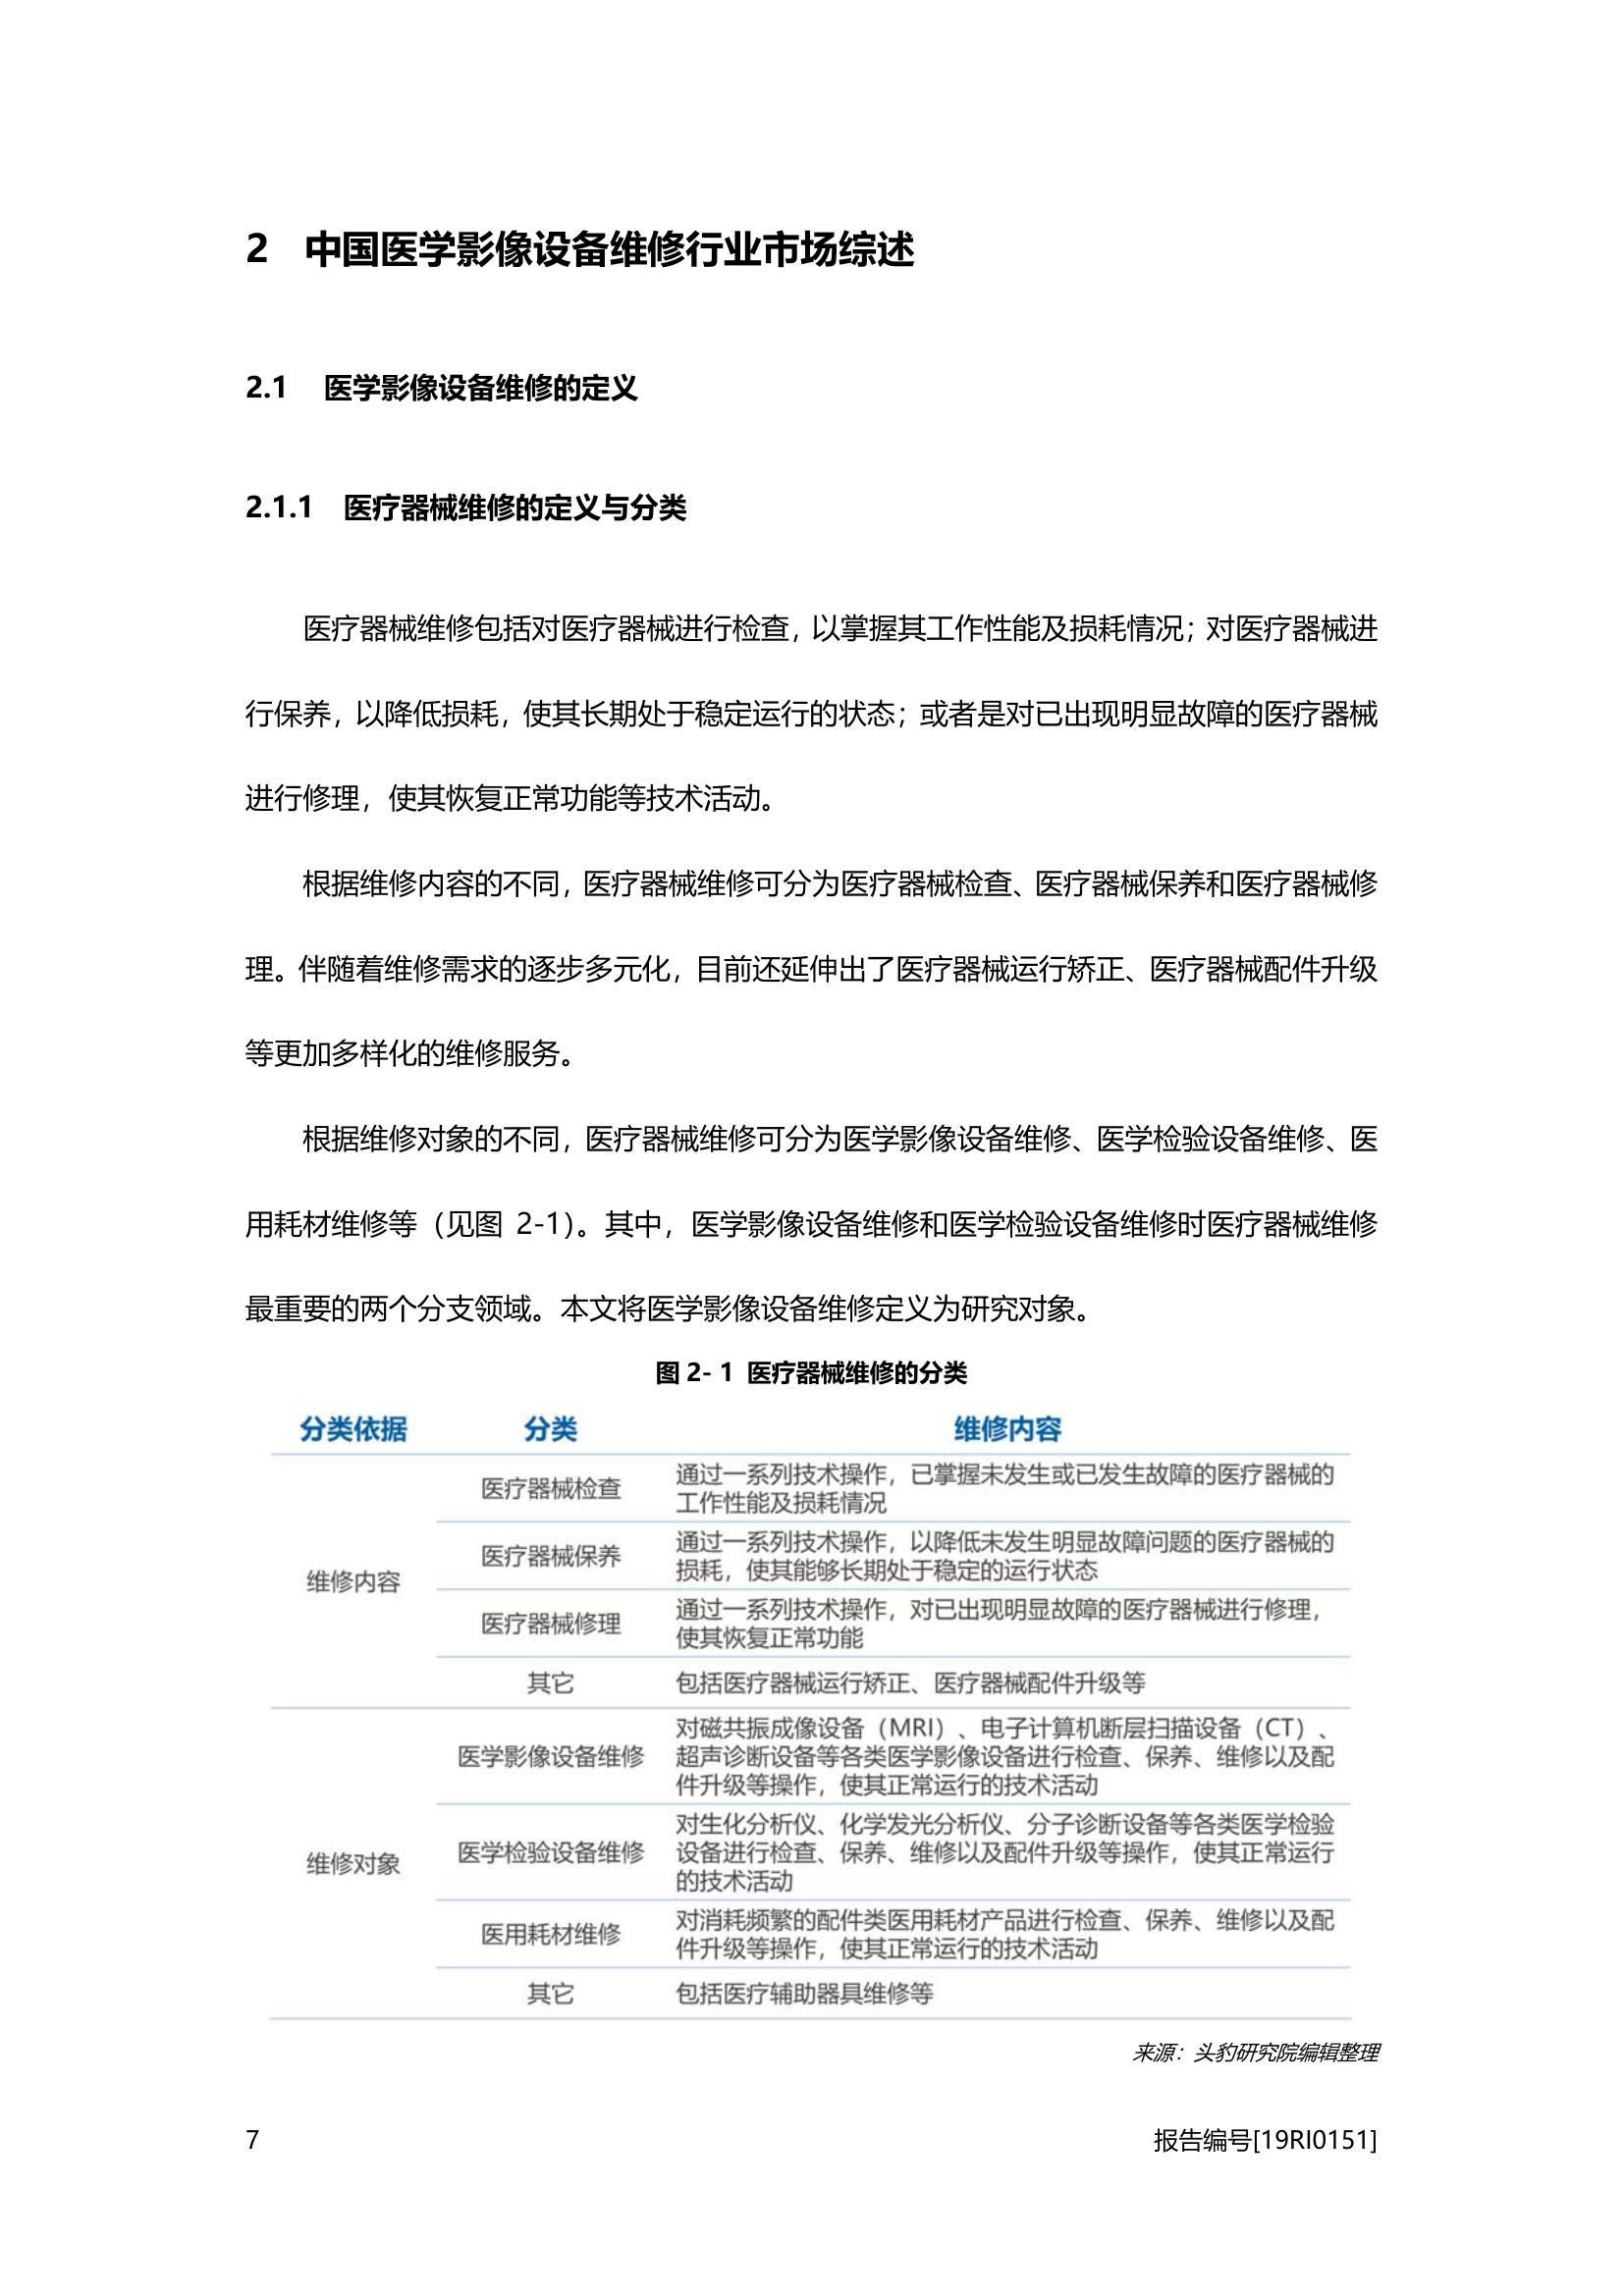 2 中国医学影像设备维修行业市场综述
2.1 医学影像设备维修的定义
2.1.1 医疗器械维修的定义与分类
医疗器械维修包括对医疗器械进行检查，以掌握其工作性能及损耗情况；对医疗器械进
行保养，以降低损耗，使其长期处于稳定运行的状态；或者是对已出现明显故障的医疗器械
进行修理，使其恢复正常功能等技术活动。
根据维修内容的不同，医疗器械维修可分为医疗器械检查、医疗器械保养和医疗器械修
理。伴随着维修需求的逐步多元化，目前还延伸出了医疗器械运行矫正、医疗器械配件升级
等更加多样化的维修服务。
根据维修对象的不同，医疗器械维修可分为医学影像设备维修、医学检验设备维修、医
用耗材维修等（见图 2-1）。其中，医学影像设备维修和医学检验设备维修时医疗器械维修
最重要的两个分支领域。本文将医学影像设备维修定义为研究对象。
图 2- 1 医疗器械维修的分类
分类依据 分类 维修内容
维修内容
医疗器械检查
通过一系列技术操作，已掌握未发生或已发生故障的医疗器械的
工作性能及损耗情况
医疗器械保养
通过一系列技术操作，以降低未发生明显故障问题的医疗器械的
损耗，使其能够长期处于稳定的运行状态
医疗器械修理
通过一系列技术操作，对已出现明显故障的医疗器械进行修理，
使其恢复正常功能
其它 包括医疗器械运行矫正、医疗器械配件升级等
维修对象
医学影像设备维修
对磁共振成像设备（MRI）、电子计算机断层扫描设备（CT）、
超声诊断设备等各类医学影像设备进行检查、保养、维修以及配
件升级等操作，使其正常运行的技术活动
医学检验设备维修
对生化分析仪、化学发光分析仪、分子诊断设备等各类医学检验
设备进行检查、保养、维修以及配件升级等操作，使其正常运行
的技术活动
医用耗材维修
对消耗频繁的配件类医用耗材产品进行检查、保养、维修以及配
件升级等操作，使其正常运行的技术活动
其它 包括医疗辅助器具维修等
来源：头豹研究院编辑整理
7 报告编号[19RI0151]